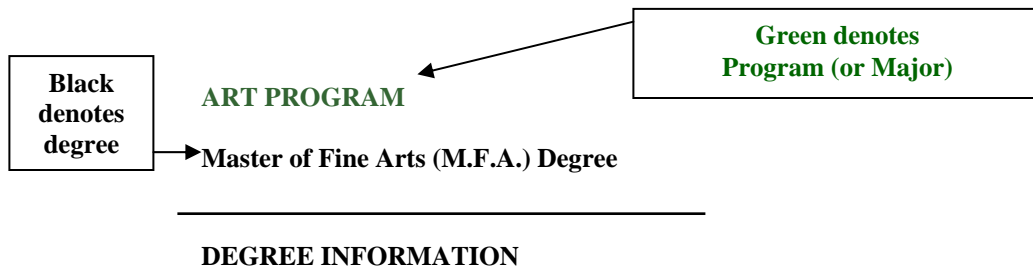 Green denotes
Program (or Major)
Black
denotes
degree
ART PROGRAM
Master of Fine Arts (M.F.A.) Degree
DEGREE INFORMATION